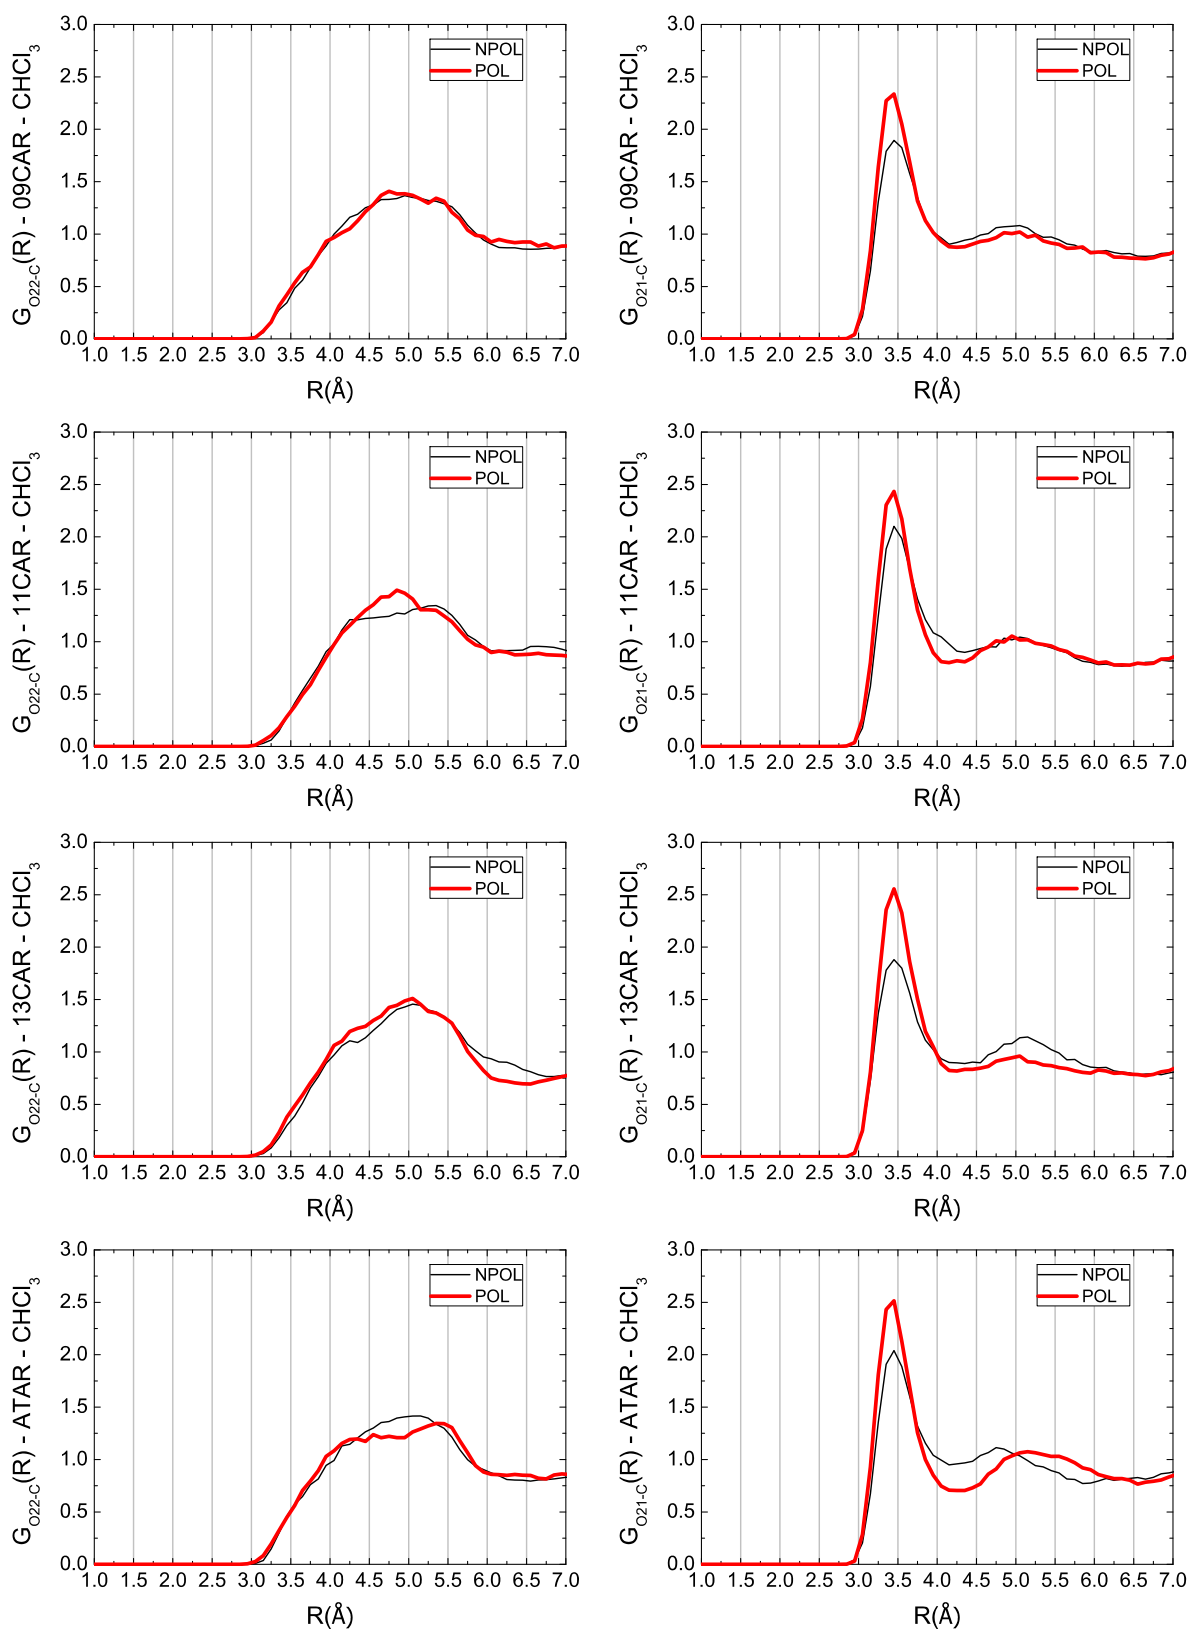 G_O22-C(R) - 09CAR - CHCl_3
3.0
2.5
2.0
1.5
1.0
0.5
0.0
NPOL
POL
1.0 1.5 2.0 2.5 3.0 3.5 4.0 4.5 5.0 5.5 6.0 6.5 7.0
R(Å)
G_O21-C(R) - 09CAR - CHCl_3
3.0
2.5
2.0
1.5
1.0
0.5
0.0
NPOL
POL
1.0 1.5 2.0 2.5 3.0 3.5 4.0 4.5 5.0 5.5 6.0 6.5 7.0
R(Å)
G_O22-C(R) - 11CAR - CHCl_3
3.0
2.5
2.0
1.5
1.0
0.5
0.0
NPOL
POL
1.0 1.5 2.0 2.5 3.0 3.5 4.0 4.5 5.0 5.5 6.0 6.5 7.0
R(Å)
G_O21-C(R) - 11CAR - CHCl_3
3.0
2.5
2.0
1.5
1.0
0.5
0.0
NPOL
POL
1.0 1.5 2.0 2.5 3.0 3.5 4.0 4.5 5.0 5.5 6.0 6.5 7.0
R(Å)
G_O22-C(R) - 13CAR - CHCl_3
3.0
2.5
2.0
1.5
1.0
0.5
0.0
NPOL
POL
1.0 1.5 2.0 2.5 3.0 3.5 4.0 4.5 5.0 5.5 6.0 6.5 7.0
R(Å)
G_O21-C(R) - 13CAR - CHCl_3
3.0
2.5
2.0
1.5
1.0
0.5
0.0
NPOL
POL
1.0 1.5 2.0 2.5 3.0 3.5 4.0 4.5 5.0 5.5 6.0 6.5 7.0
R(Å)
G_O22-C(R) - ATAR - CHCl_3
3.0
2.5
2.0
1.5
1.0
0.5
0.0
NPOL
POL
1.0 1.5 2.0 2.5 3.0 3.5 4.0 4.5 5.0 5.5 6.0 6.5 7.0
R(Å)
G_O21-C(R) - ATAR - CHCl_3
3.0
2.5
2.0
1.5
1.0
0.5
0.0
NPOL
POL
1.0 1.5 2.0 2.5 3.0 3.5 4.0 4.5 5.0 5.5 6.0 6.5 7.0
R(Å)